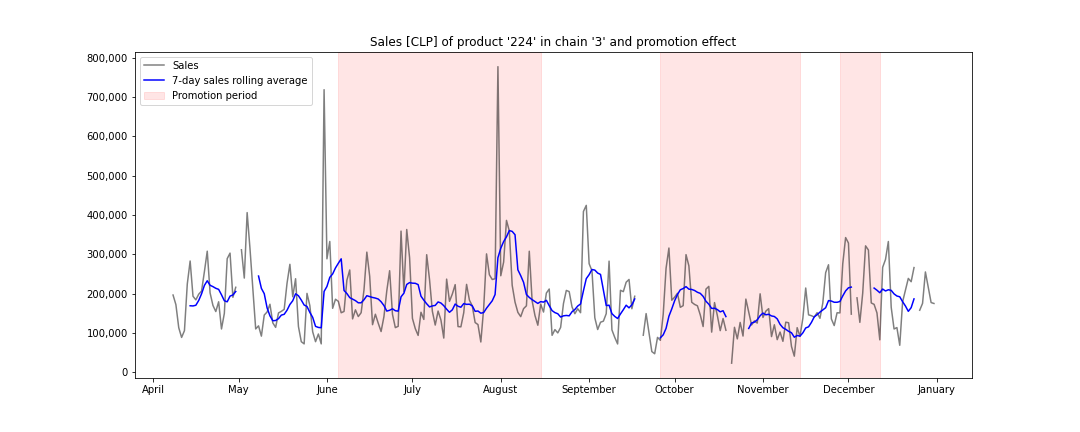 Sales [CLP] of product '224' in chain '3' and promotion effect
Sales
7-day sales rolling average
Promotion period
800,000
700,000
600,000
500,000
400,000
300,000
200,000
100,000
0
April May June July August September October November December January